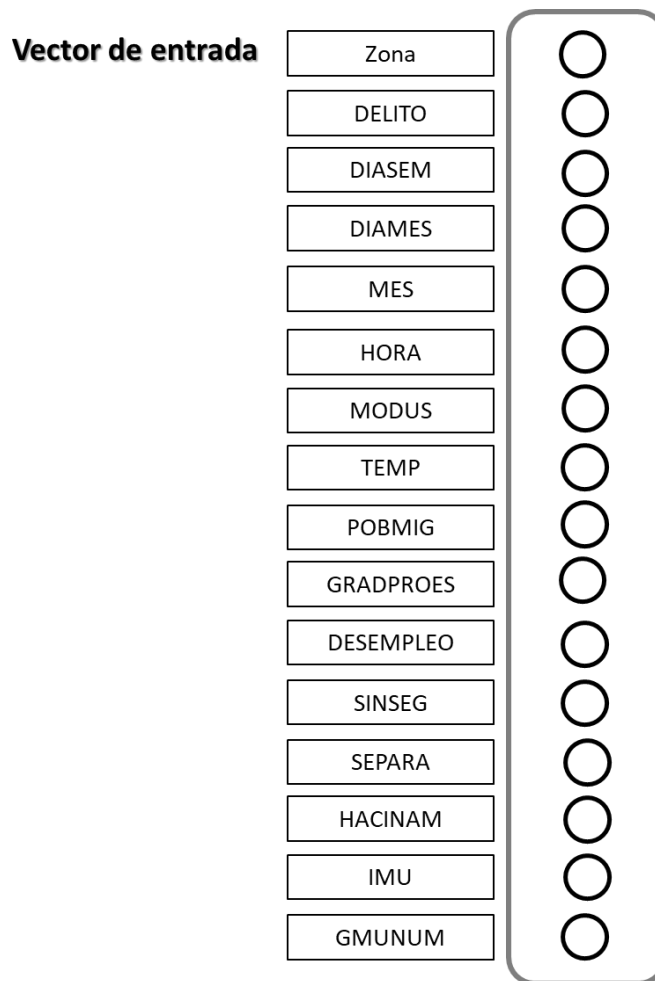 Vector de entrada
Zona
DELITO
DIASEM
DIAMES
MES
HORA
MODUS
TEMP
POBMIG
GRADPROES
DESEMPLEO
SINSEG
SEPARA
HACINAM
IMU
GMUNUM